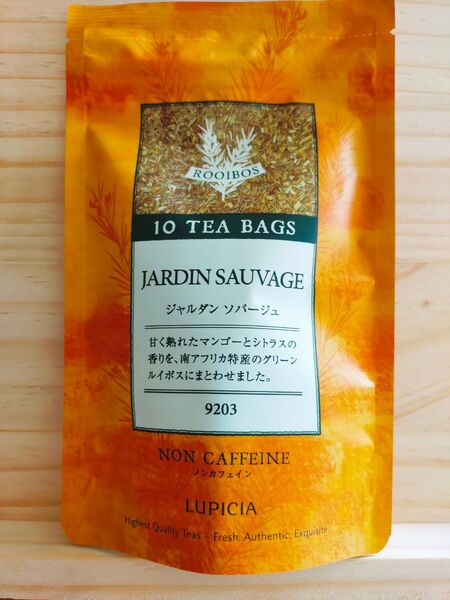 ROOIBOS
10 TEA BAGS
JARDIN SAUVAGE
ジャルダン ソバージュ
甘く熟れたマンゴーとシトラスの
香りを、南アフリカ特産のグリーン
ルイボスにまとわせました。
9203
NON CAFFEINE
ノンカフェイン
LUPICIA
Highest Quality Teas – Fresh, Authentic, Exquisite